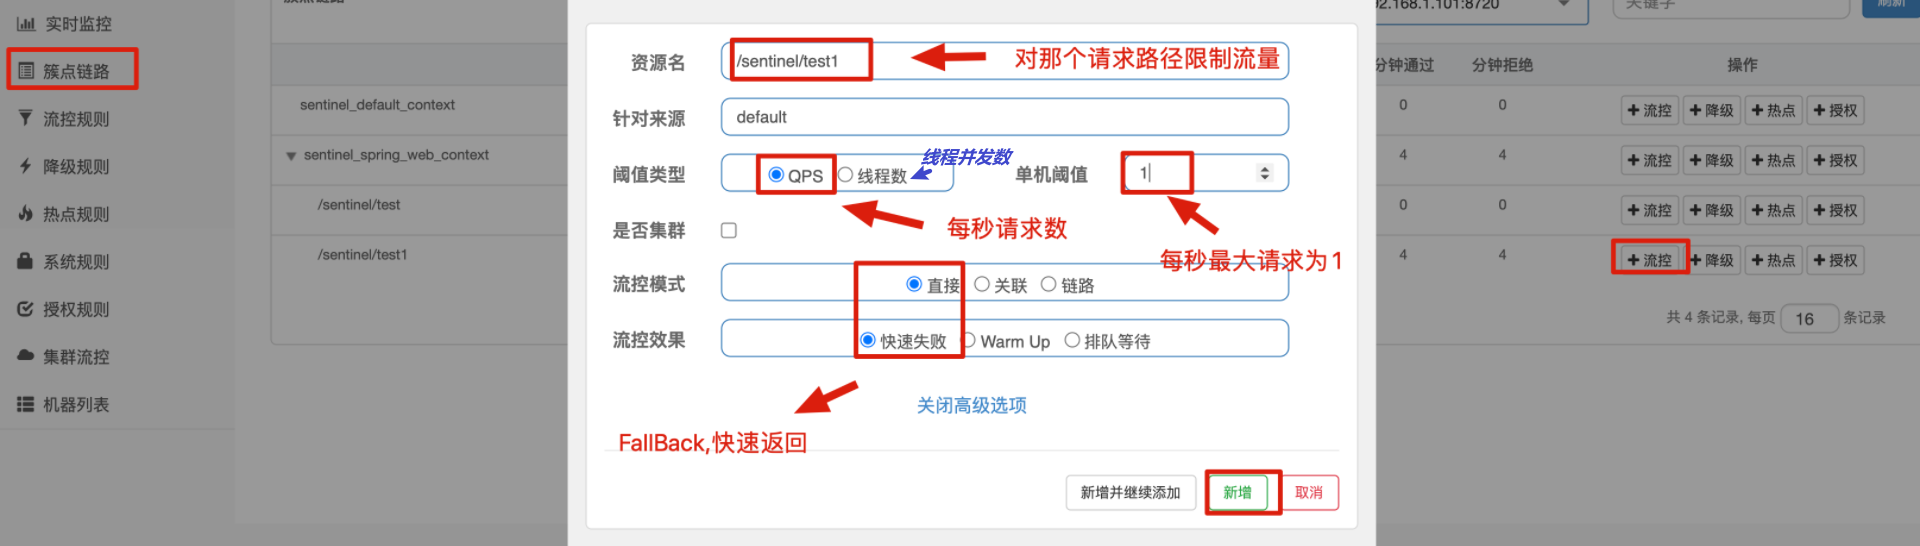 实时监控
簇点链路
流控规则
降级规则
热点规则
系统规则
授权规则
集群流控
机器列表
sentinel_default_context
sentinel_spring_web_context
/sentinel/test
/sentinel/test1
资源名 /sentinel/test1 对那个请求路径限制流量
针对来源 default
阈值类型 QPS 线程数 线程并发数 单机阈值 1
每秒请求数
每秒最大请求为1
是否集群
流控模式 直接 关联 链路
流控效果 快速失败 Warm Up 排队等待
关闭高级选项
FallBack,快速返回
新增并继续添加 新增 取消
2.168.1.101:8720 关键字 刷新
分钟通过 分钟拒绝 操作
0 0 流控 降级 热点 授权
4 4 流控 降级 热点 授权
0 0 流控 降级 热点 授权
4 4 流控 降级 热点 授权
共 4 条记录, 每页 16 条记录